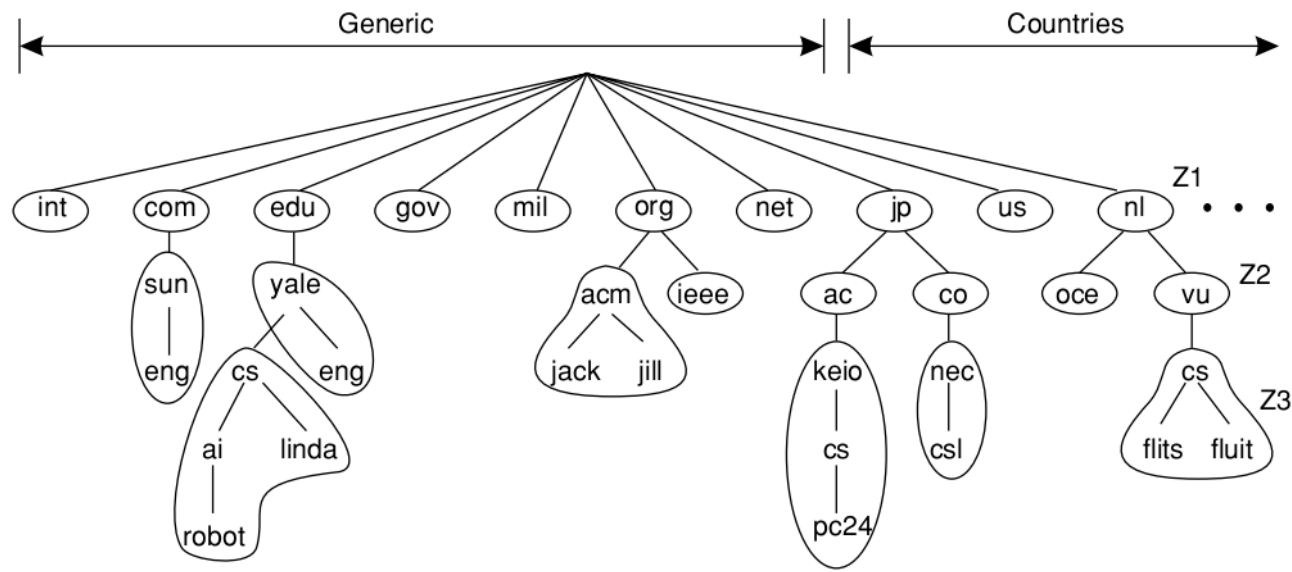 Generic Countries
Z1
int com edu gov mil org net jp us nl . . .
Z2
sun yale acm ieee ac co oce vu
eng cs eng jack jill keio nec cs
Z3
ai linda cs csl flits fluit
robot pc24